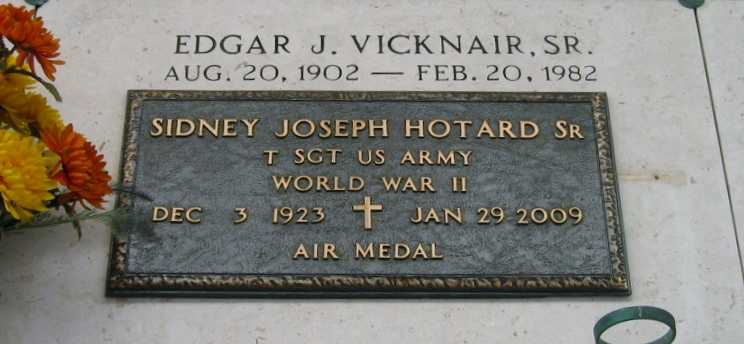 EDGAR J. VICKNAIR, SR.
AUG. 20, 1902 — FEB. 20, 1982
SIDNEY JOSEPH HOTARD SR
T SGT US ARMY
WORLD WAR II
DEC 3 1923 JAN 29 2009
AIR MEDAL